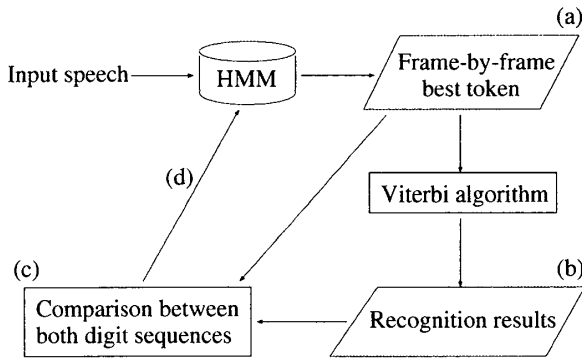 (a)
Input speech
HMM
Frame-by-frame
best token
(d)
Viterbi algorithm
(c)
(b)
Comparison between
both digit sequences
Recognition results